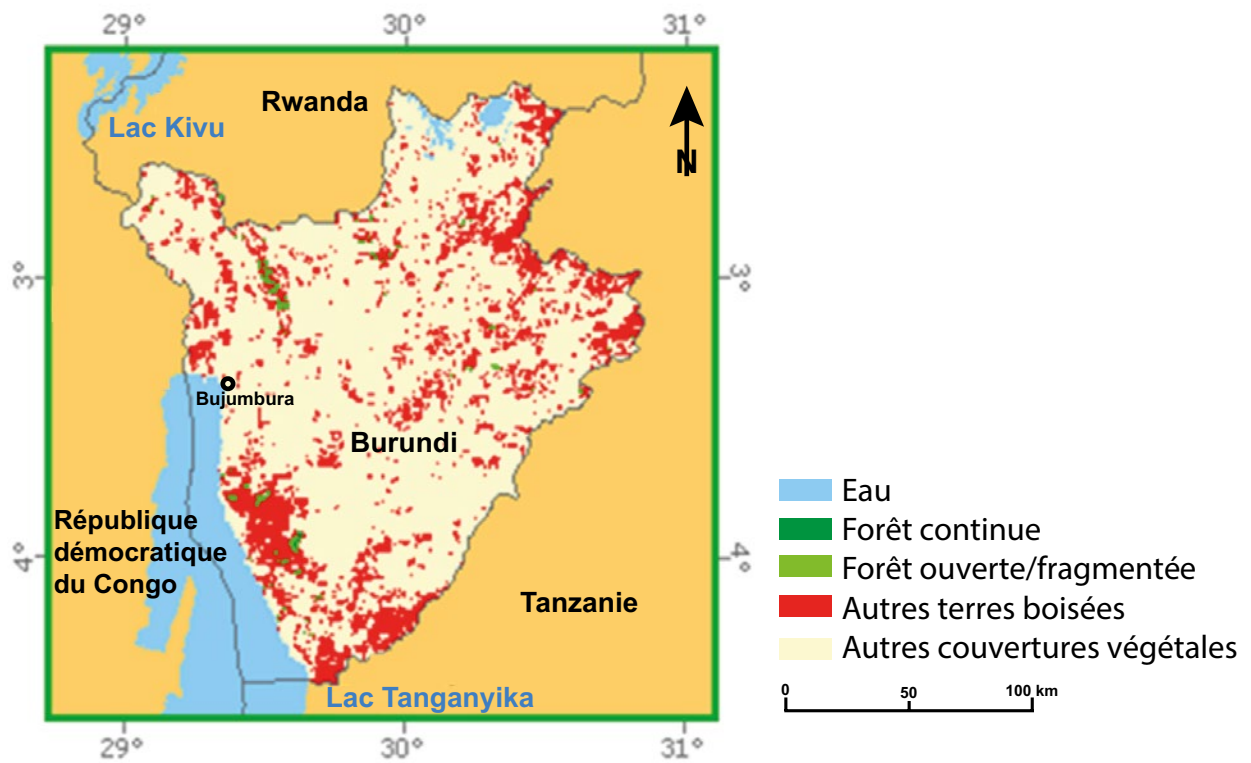 29°
30°
31°
Rwanda
Lac Kivu
N
3°
3°
Bujumbura
Burundi
République
démocratique
du Congo
4°
4°
Tanzanie
Lac Tanganyika
29°
30°
31°
Eau
Forêt continue
Forêt ouverte/fragmentée
Autres terres boisées
Autres couvertures végétales
0 50 100 km